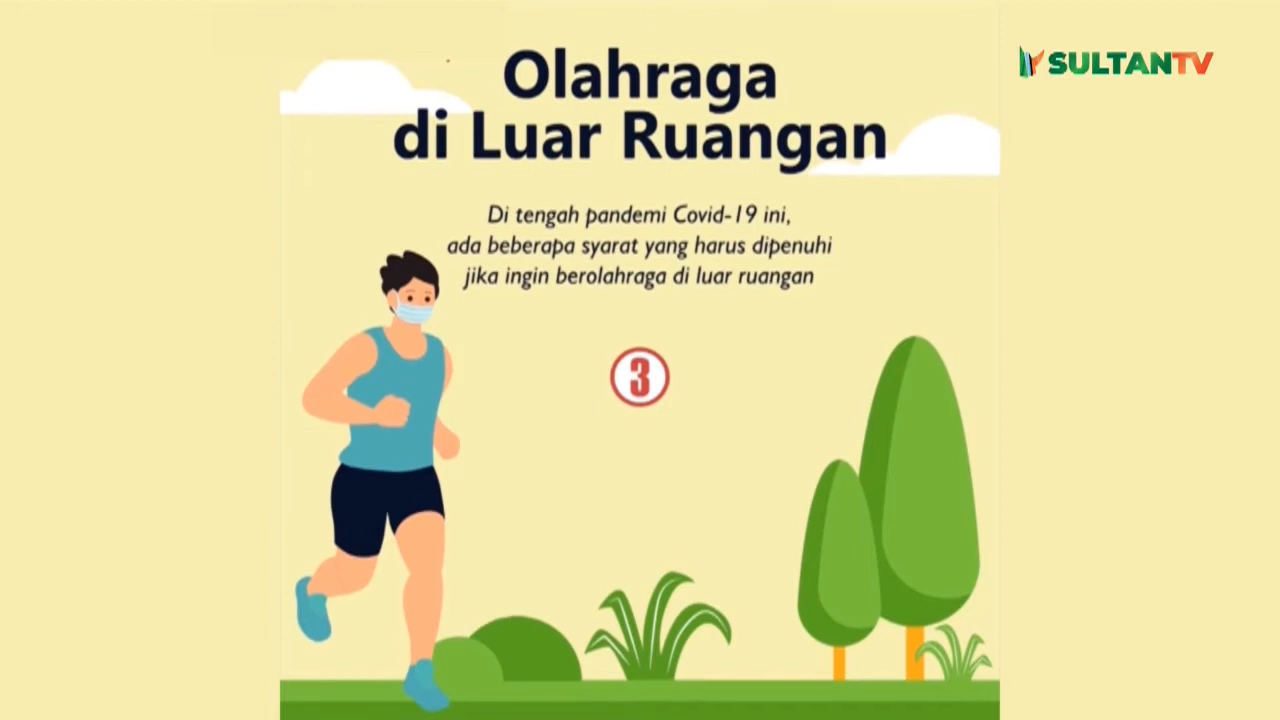 SULTANTV
Olahraga
di Luar Ruangan
Di tengah pandemi Covid-19 ini,
ada beberapa syarat yang harus dipenuhi
jika ingin berolahraga di luar ruangan
3